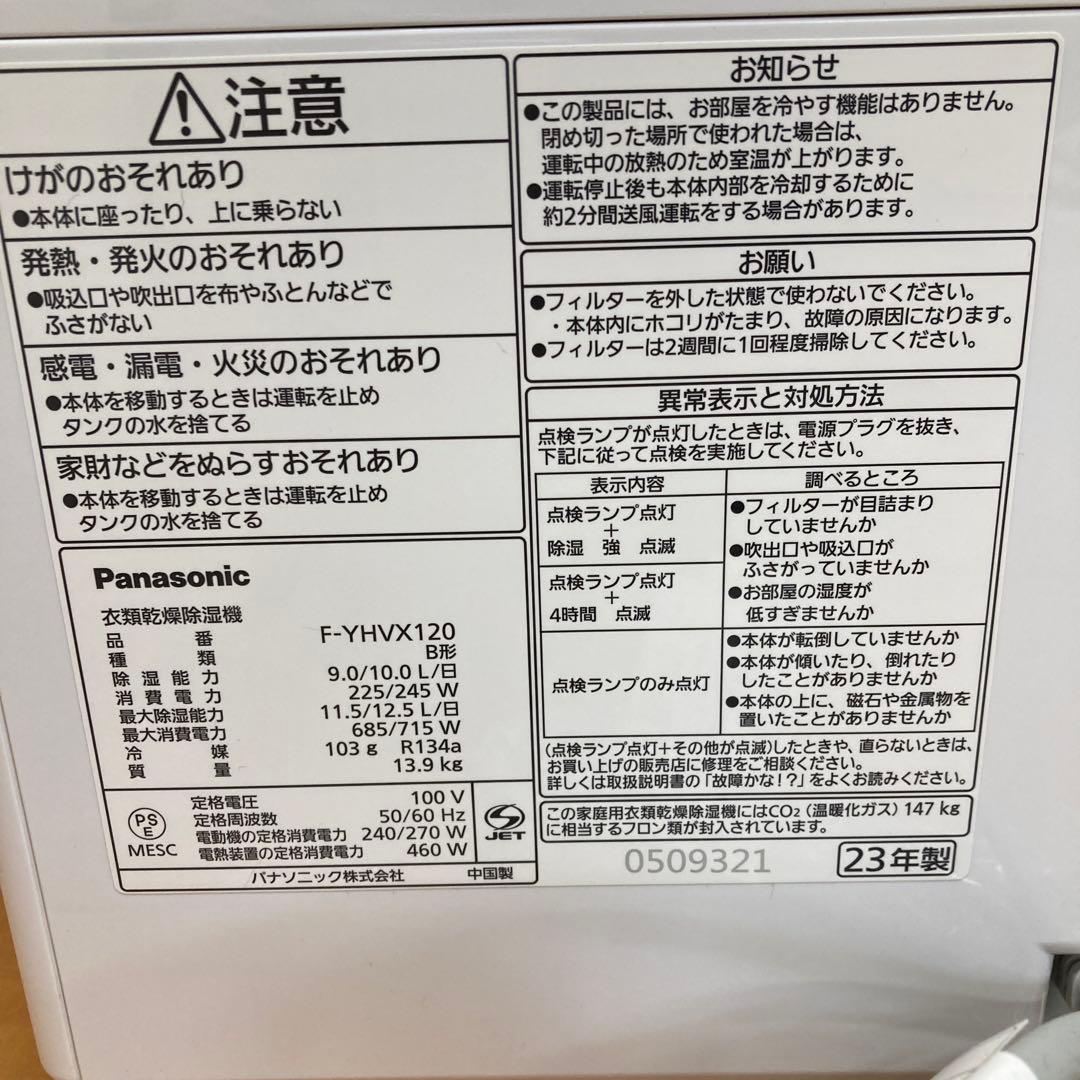 注意
けがのおそれあり
●本体に座ったり、上に乗らない
発熱・発火のおそれあり
●吸込口や吹出口を布やふとんなどで
ふさがない
感電・漏電・火災のおそれあり
●本体を移動するときは運転を止め
タンクの水を捨てる
家財などをぬらすおそれあり
●本体を移動するときは運転を止め
タンクの水を捨てる
Panasonic
衣類乾燥除湿機
品番 F-YHVX120
種類 B形
除湿能力 9.0/10.0 L/日
消費電力 225/245 W
最大除湿能力 11.5/12.5 L/日
最大消費電力 685/715 W
冷媒 103 g R134a
質量 13.9 kg
PS
E
MESC
定格電圧 100 V
定格周波数 50/60 Hz
電動機の定格消費電力 240/270 W
電熱装置の定格消費電力 460 W
JET
パナソニック株式会社 中国製
お知らせ
●この製品には、お部屋を冷やす機能はありません。
閉め切った場所で使われた場合は、
運転中の放熱のため室温が上がります。
●運転停止後も本体内部を冷却するために
約2分間送風運転をする場合があります。
お願い
●フィルターを外した状態で使わないでください。
・本体内にホコリがたまり、故障の原因になります。
●フィルターは2週間に1回程度掃除してください。
異常表示と対処方法
点検ランプが点灯したときは、電源プラグを抜き、
下記に従って点検を実施してください。
表示内容 調べるところ
点検ランプ点灯
+
除湿 強 点滅
点検ランプ点灯
+
4時間 点滅
●フィルターが目詰まり
していませんか
●吹出口や吸込口が
ふさがっていませんか
●お部屋の湿度が
低すぎませんか
点検ランプのみ点灯
●本体が転倒していませんか
●本体が傾いたり、倒れたり
したことがありませんか
●本体の上に、磁石や金属物を
置いたことがありませんか
(点検ランプ点灯+その他が点滅)したときや、直らないときは、
お買い上げの販売店に修理をご相談ください。
詳しくは取扱説明書の「故障かな!?」をよくお読みください。
この家庭用衣類乾燥除湿機にはCO₂(温暖化ガス)147 kg
に相当するフロン類が封入されています。
0509321
23年製